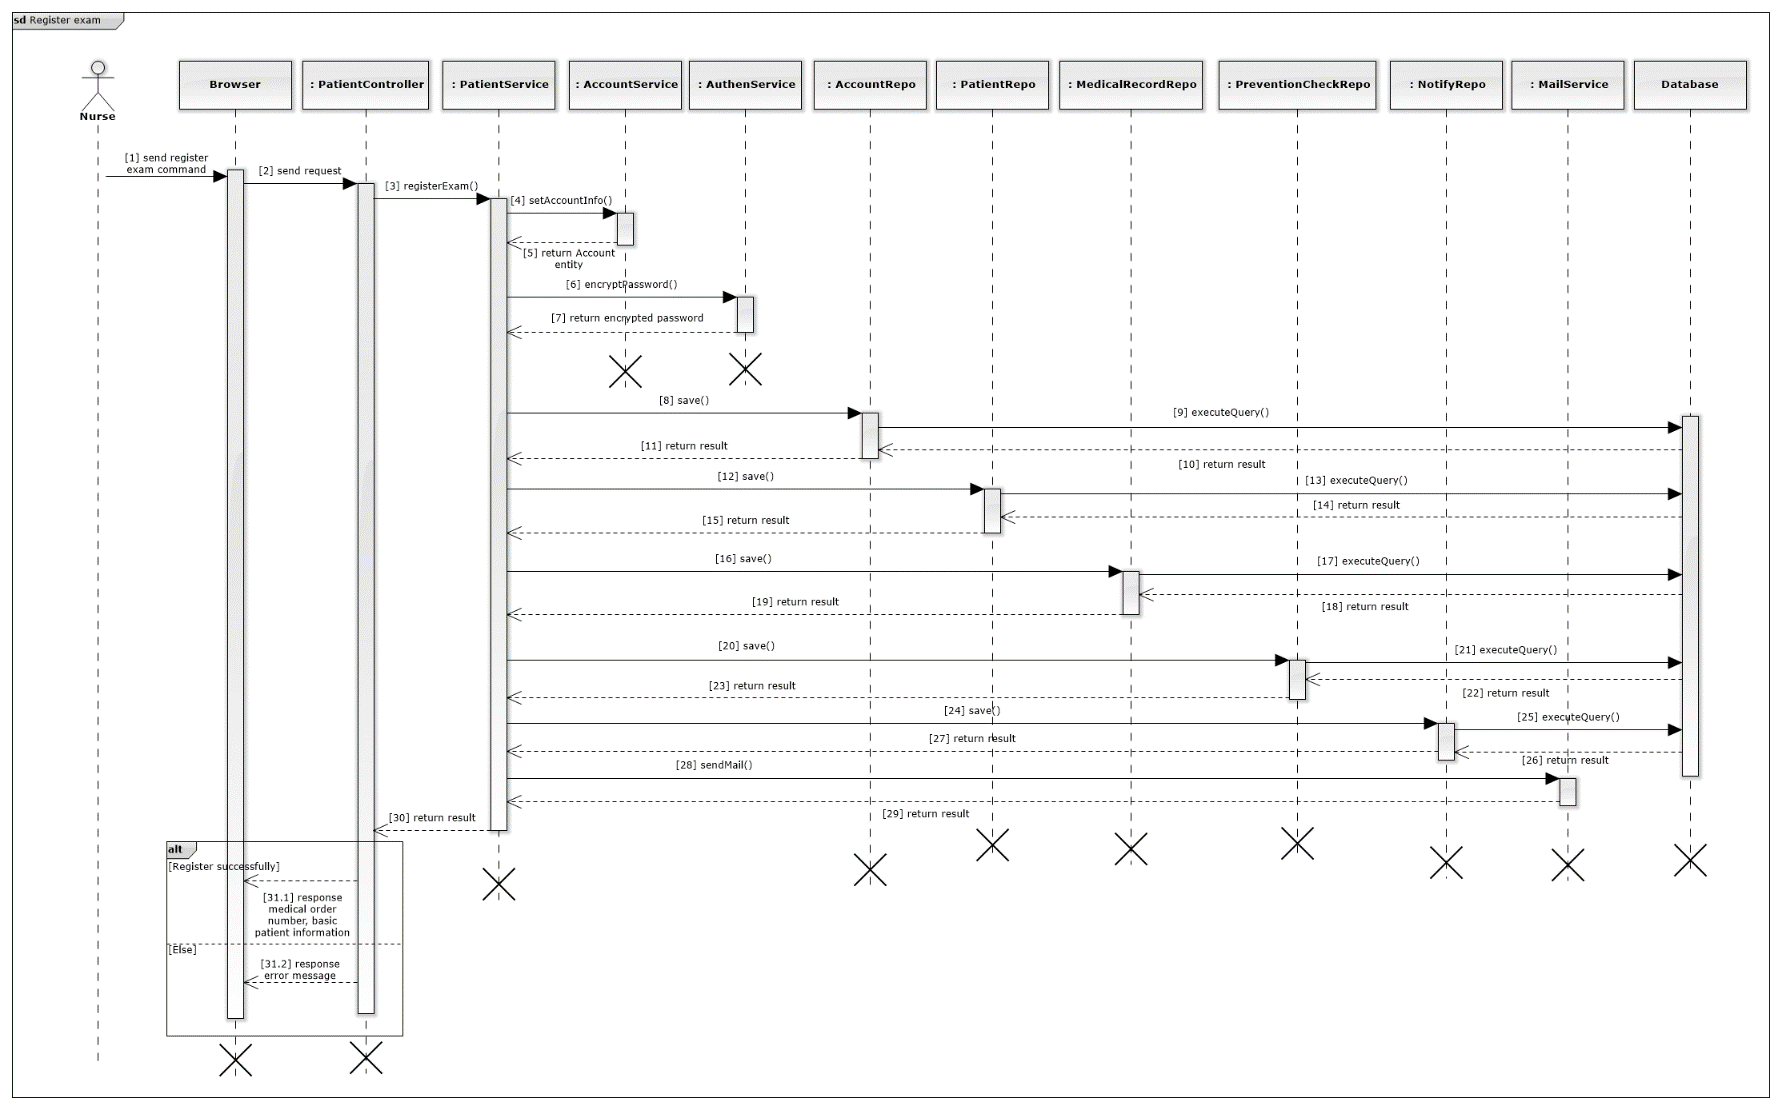 sd Register exam
Nurse
Browser
: PatientController
: PatientService
: AccountService
: AuthenService
: AccountRepo
: PatientRepo
: MedicalRecordRepo
: PreventionCheckRepo
: NotifyRepo
: MailService
Database
[1] send register
exam command
[2] send request
[3] registerExam()
[4] setAccountInfo()
[5] return Account
entity
[6] encryptPassword()
[7] return encrypted password
[8] save()
[9] executeQuery()
[11] return result
[10] return result
[12] save()
[13] executeQuery()
[14] return result
[15] return result
[16] save()
[17] executeQuery()
[19] return result
[18] return result
[20] save()
[21] executeQuery()
[23] return result
[22] return result
[24] save()
[25] executeQuery()
[27] return result
[26] return result
[28] sendMail()
[29] return result
[30] return result
alt
[Register successfully]
[31.1] response
medical order
number, basic
patient information
[Else]
[31.2] response
error message